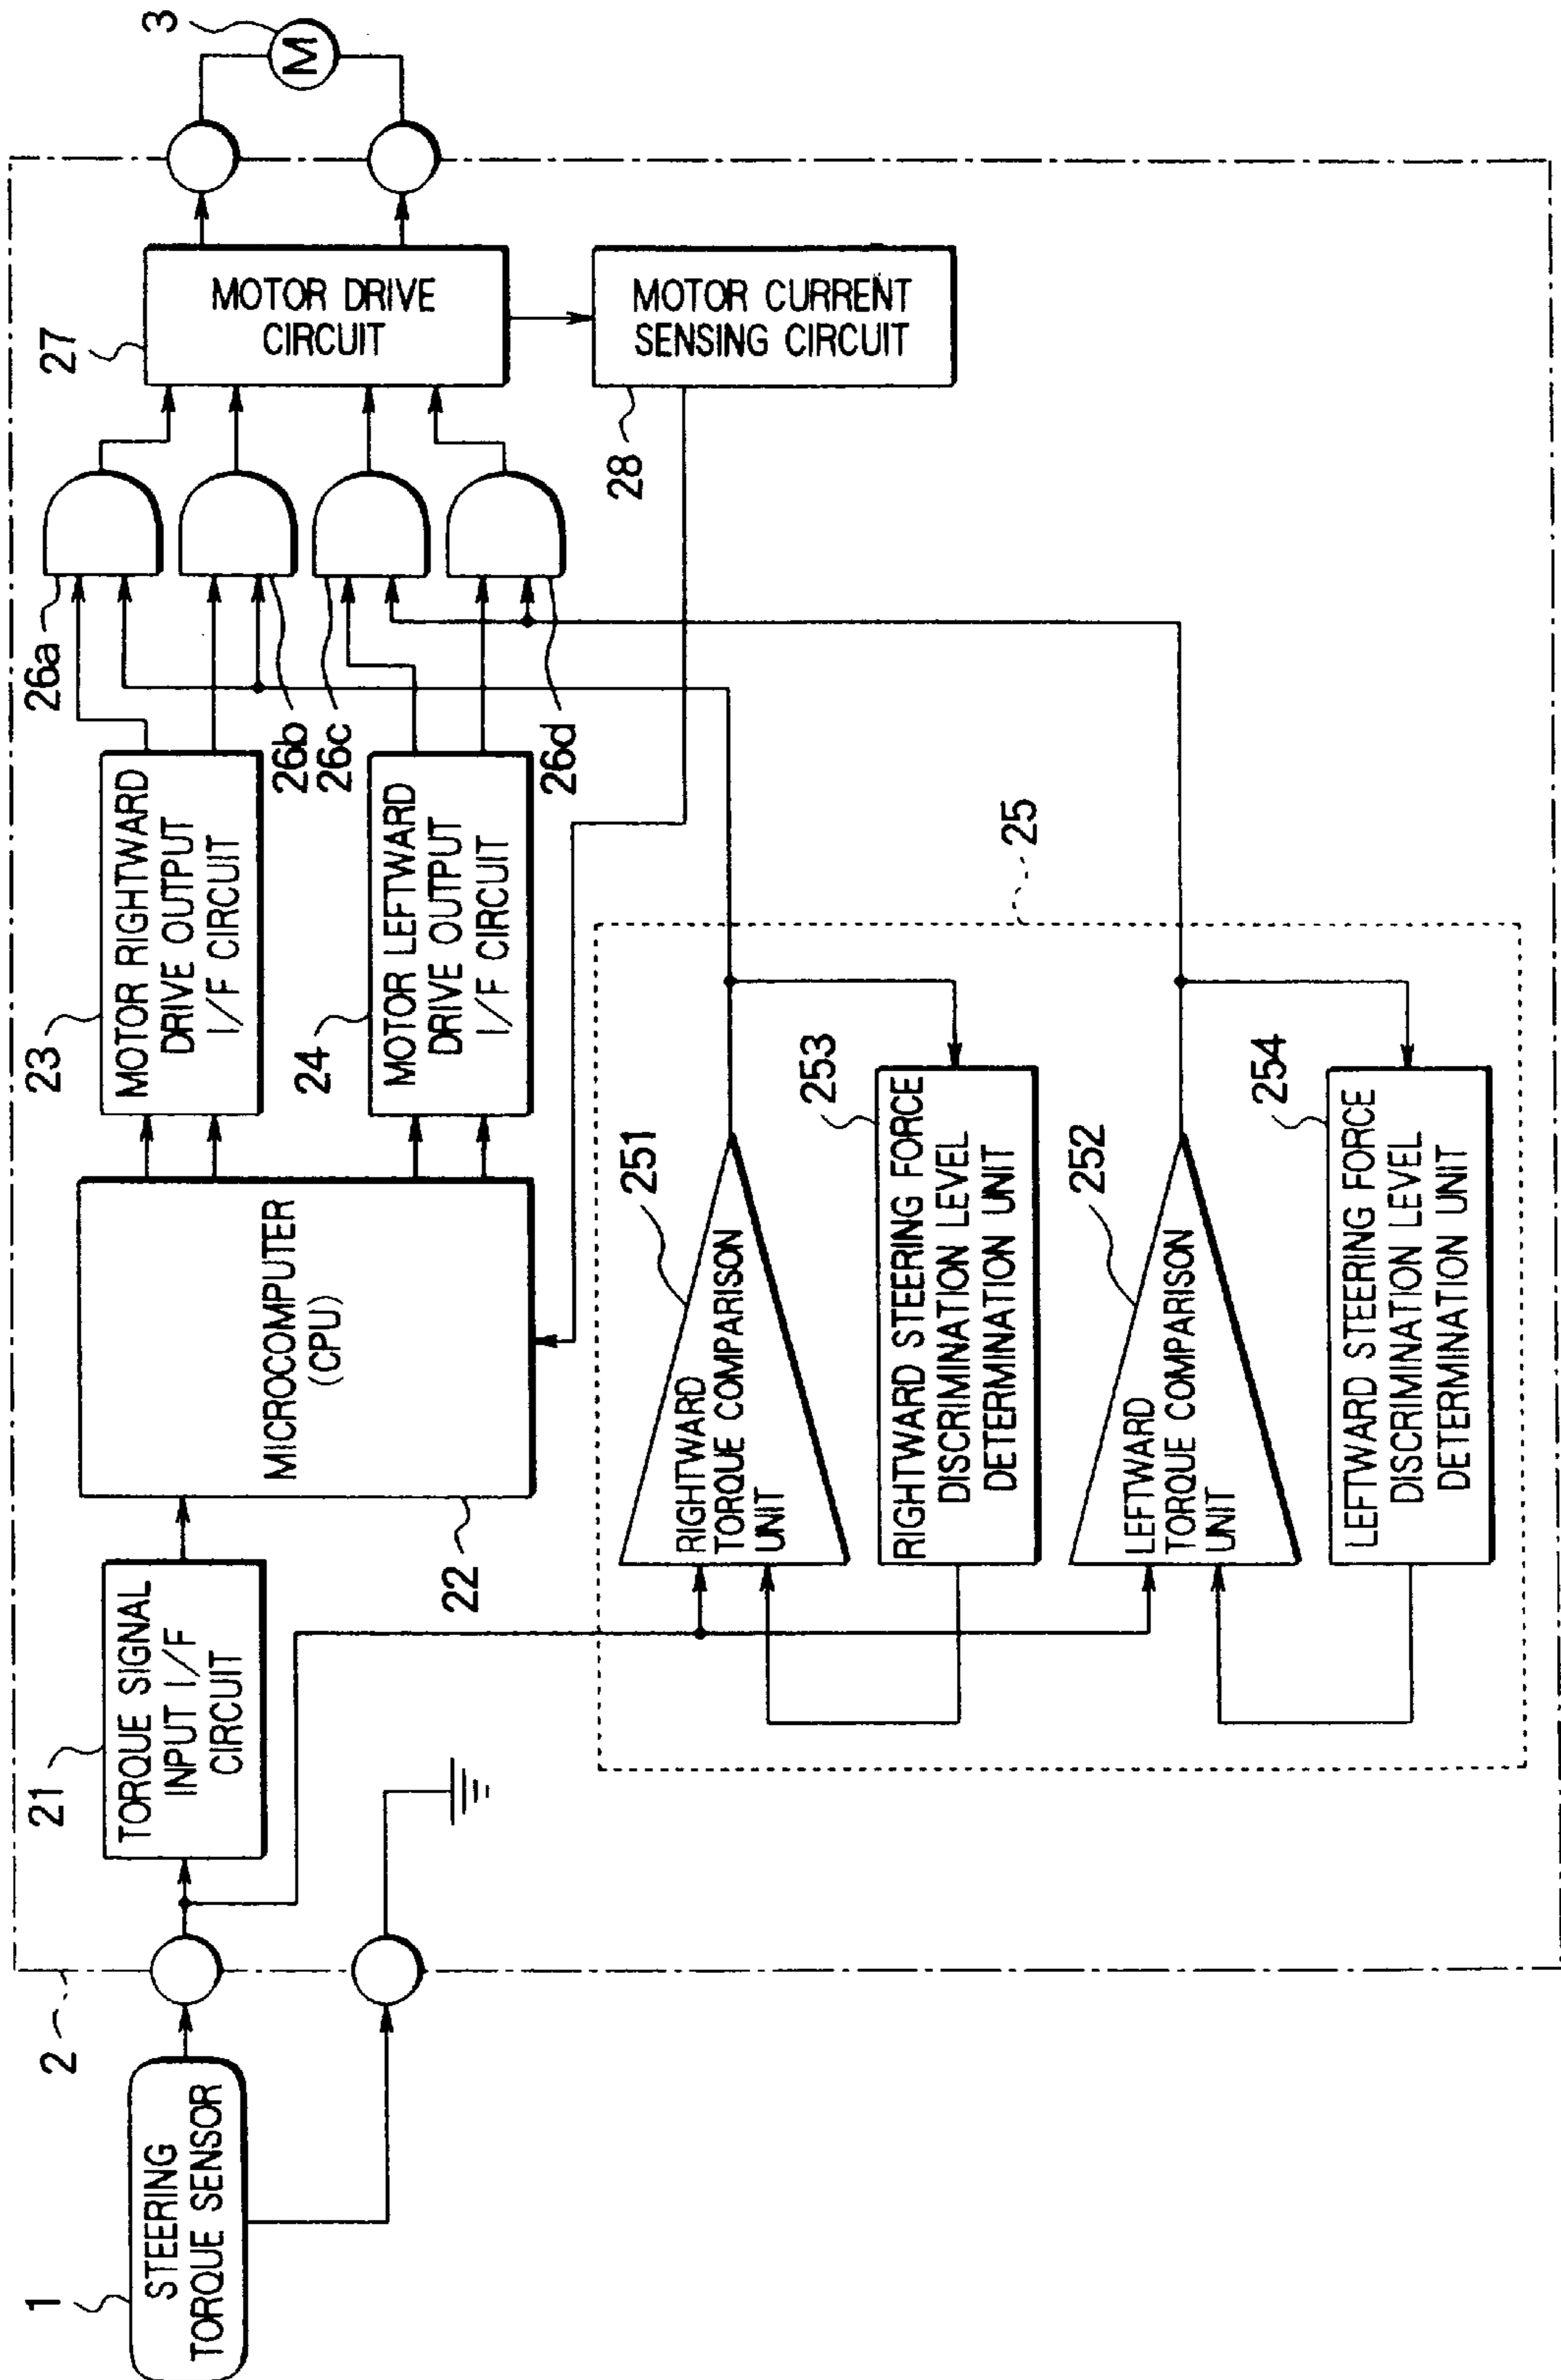 1
STEERING
TORQUE SENSOR
2
21
TORQUE SIGNAL
INPUT I/F
CIRCUIT
22
MICROCOMPUTER
(CPU)
23
MOTOR RIGHTWARD
DRIVE OUTPUT
I/F CIRCUIT
24
MOTOR LEFTWARD
DRIVE OUTPUT
I/F CIRCUIT
26a
26b
26c
26d
27
MOTOR DRIVE
CIRCUIT
28
MOTOR CURRENT
SENSING CIRCUIT
3
M
25
251
RIGHTWARD
TORQUE COMPARISON
UNIT
253
RIGHTWARD STEERING FORCE
DISCRIMINATION LEVEL
DETERMINATION UNIT
252
LEFTWARD
TORQUE COMPARISON
UNIT
254
LEFTWARD STEERING FORCE
DISCRIMINATION LEVEL
DETERMINATION UNIT